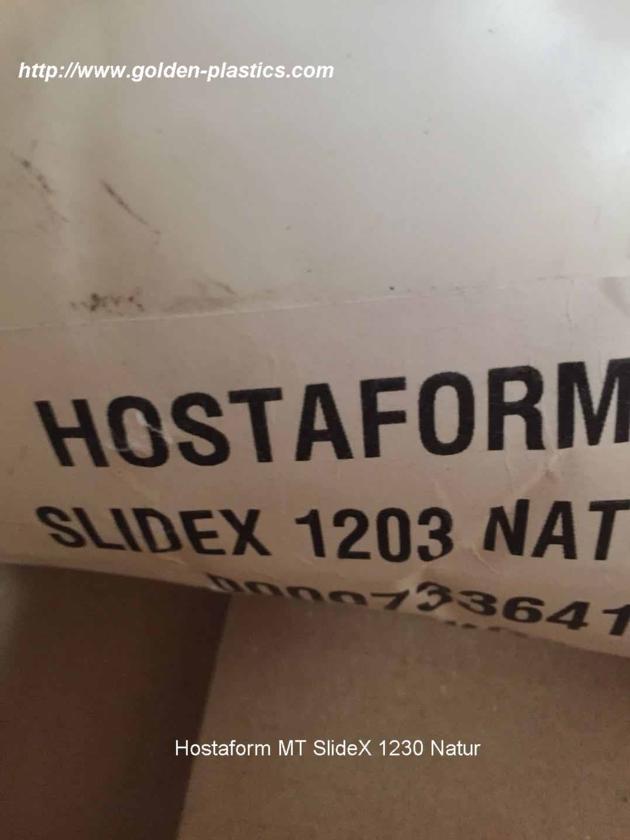 http://www.golden-plastics.com
HOSTAFORM
SLIDEX 1203 NAT
Hostaform MT SlideX 1230 Natur